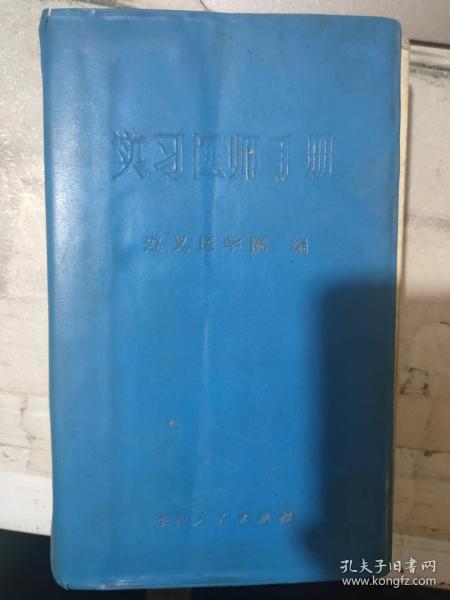 实习医师手册
遵义医学院 编
贵州人民出版社
孔夫子旧书网
www.kongfz.com